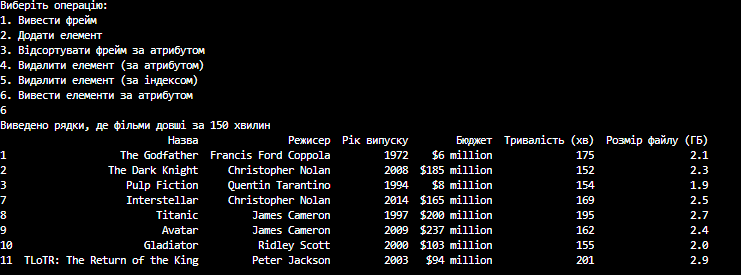 Виберіть операцію:
1. Вивести фрейм
2. Додати елемент
3. Відсортувати фрейм за атрибутом
4. Видалити елемент (за атрибутом)
5. Видалити елемент (за індексом)
6. Вивести елементи за атрибутом
6
Виведено рядки, де фільми довші за 150 хвилин
Назва Режисер Рік випуску Бюджет Тривалість (хв) Розмір файлу (ГБ)
1 The Godfather Francis Ford Coppola 1972 $6 million 175 2.1
2 The Dark Knight Christopher Nolan 2008 $185 million 152 2.3
3 Pulp Fiction Quentin Tarantino 1994 $8 million 154 1.9
7 Interstellar Christopher Nolan 2014 $165 million 169 2.5
8 Titanic James Cameron 1997 $200 million 195 2.7
9 Avatar James Cameron 2009 $237 million 162 2.4
10 Gladiator Ridley Scott 2000 $103 million 155 2.0
11 TLoTR: The Return of the King Peter Jackson 2003 $94 million 201 2.9